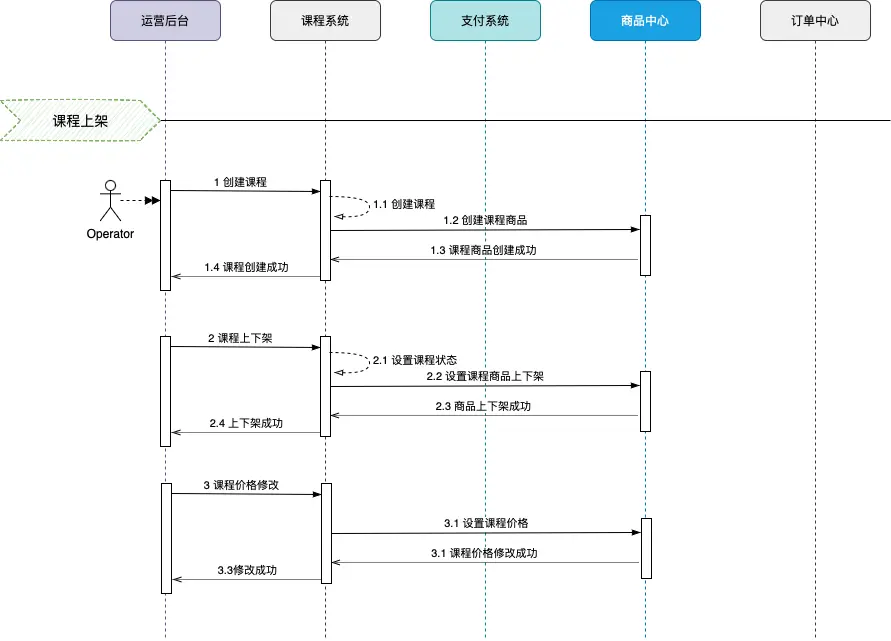 运营后台
课程系统
支付系统
商品中心
订单中心
课程上架
1 创建课程
1.1 创建课程
1.2 创建课程商品
Operator
1.3 课程商品创建成功
1.4 课程创建成功
2 课程上下架
2.1 设置课程状态
2.2 设置课程商品上下架
2.3 商品上下架成功
2.4 上下架成功
3 课程价格修改
3.1 设置课程价格
3.1 课程价格修改成功
3.3修改成功